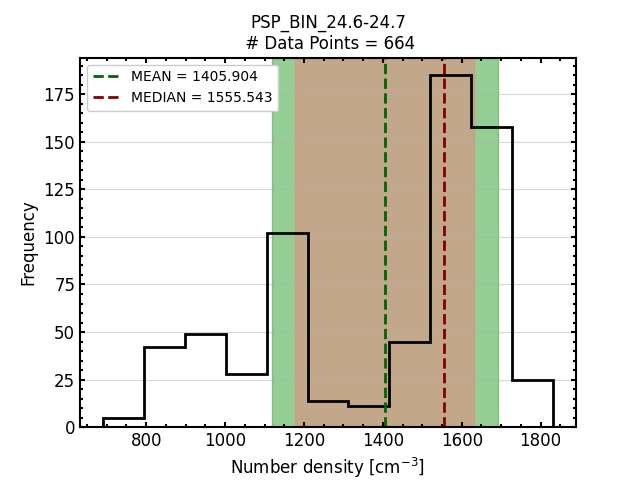 PSP_BIN_24.6-24.7
# Data Points = 664
MEAN = 1405.904
MEDIAN = 1555.543
175
150
125
100
75
50
25
0
Frequency
800 1000 1200 1400 1600 1800
Number density [cm⁻³]